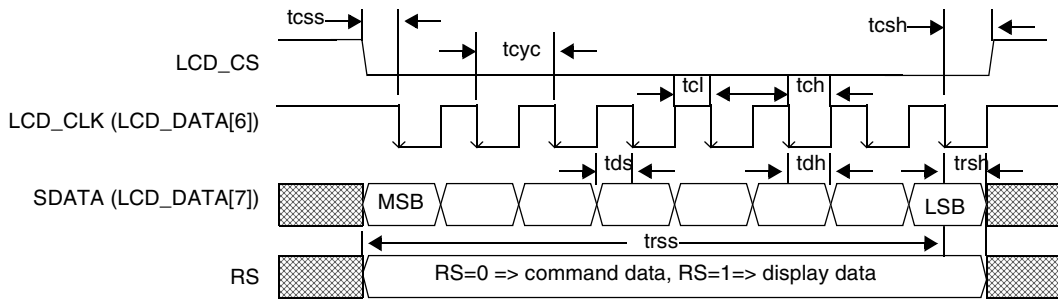 tcss
tcsh
tcyc
LCD_CS
tcl
tch
LCD_CLK (LCD_DATA[6])
tds
tdh
trsh
SDATA (LCD_DATA[7])
MSB
LSB
trss
RS
RS=0 => command data, RS=1=> display data